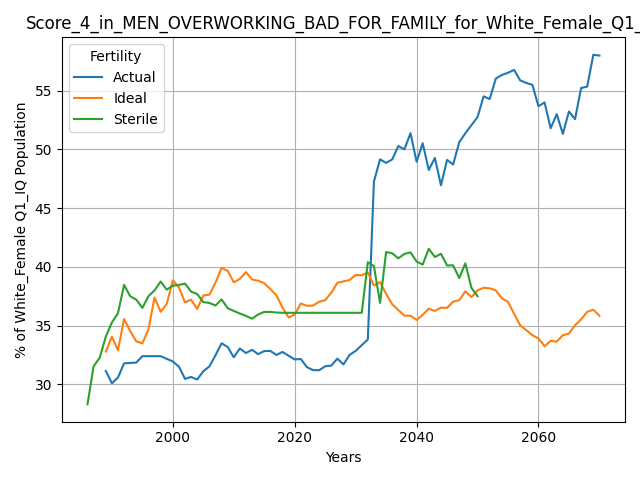 Score_4_in_MEN_OVERWORKING_BAD_FOR_FAMILY_for_White_Female_Q1_
Fertility
Actual
Ideal
Sterile
% of White_Female Q1_IQ Population
55
50
45
40
35
30
2000 2020 2040 2060
Years